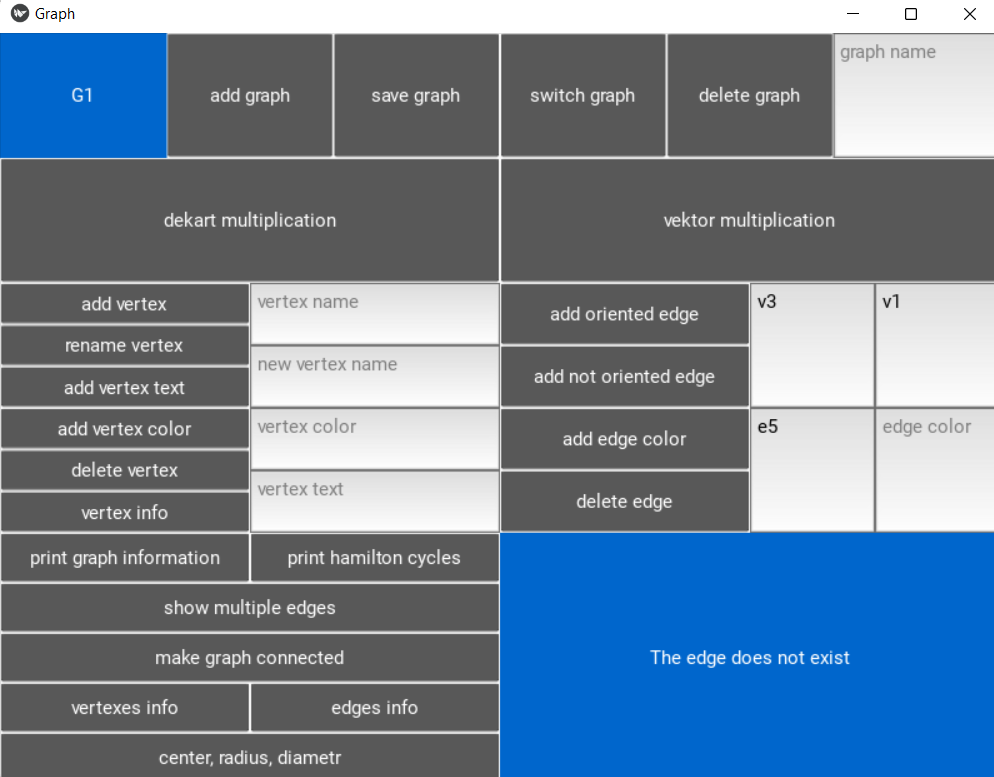 Graph
G1
add graph
save graph
switch graph
delete graph
graph name
dekart multiplication
vektor multiplication
add vertex
rename vertex
add vertex text
add vertex color
delete vertex
vertex info
vertex name
new vertex name
vertex color
vertex text
add oriented edge
add not oriented edge
add edge color
delete edge
v3
v1
e5
edge color
print graph information
print hamilton cycles
show multiple edges
make graph connected
vertexes info
edges info
center, radius, diametr
The edge does not exist